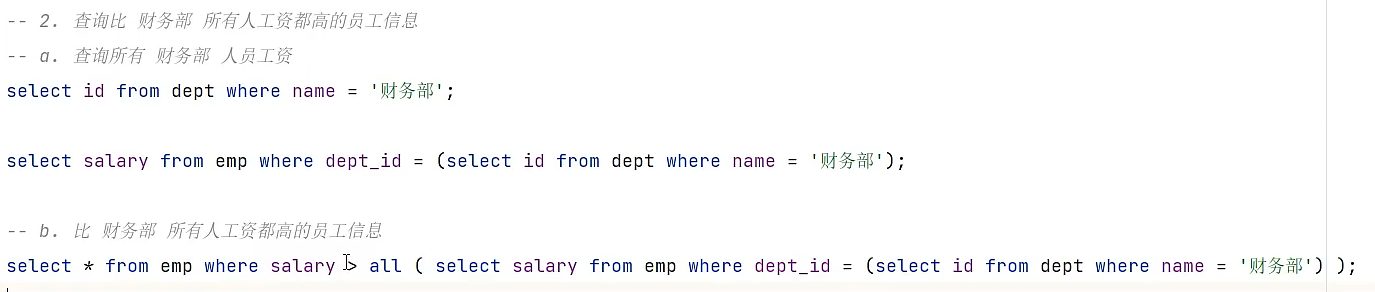 -- 2. 查询比 财务部 所有人工资都高的员工信息
-- a. 查询所有 财务部 人员工资
select id from dept where name = '财务部';
select salary from emp where dept_id = (select id from dept where name = '财务部');
-- b. 比 财务部 所有人工资都高的员工信息
select * from emp where salary > all ( select salary from emp where dept_id = (select id from dept where name = '财务部') );